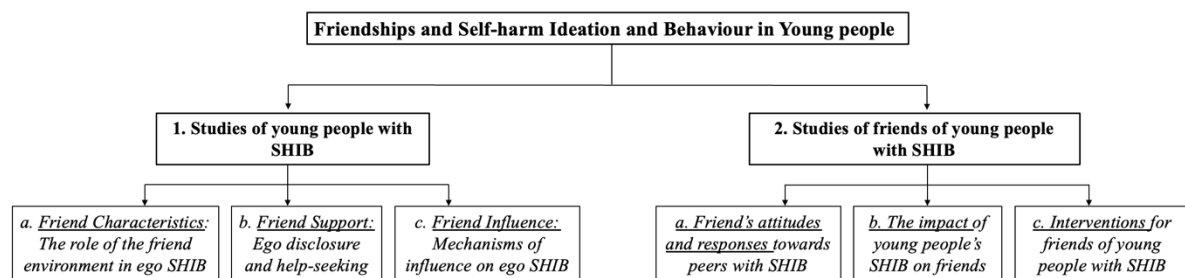 Friendships and Self-harm Ideation and Behaviour in Young people
1. Studies of young people with
SHIB
2. Studies of friends of young people
with SHIB
a. Friend Characteristics:
The role of the friend
environment in ego SHIB
b. Friend Support:
Ego disclosure
and help-seeking
c. Friend Influence:
Mechanisms of
influence on ego SHIB
a. Friend's attitudes
and responses towards
peers with SHIB
b. The impact of
young people's
SHIB on friends
c. Interventions for
friends of young
people with SHIB